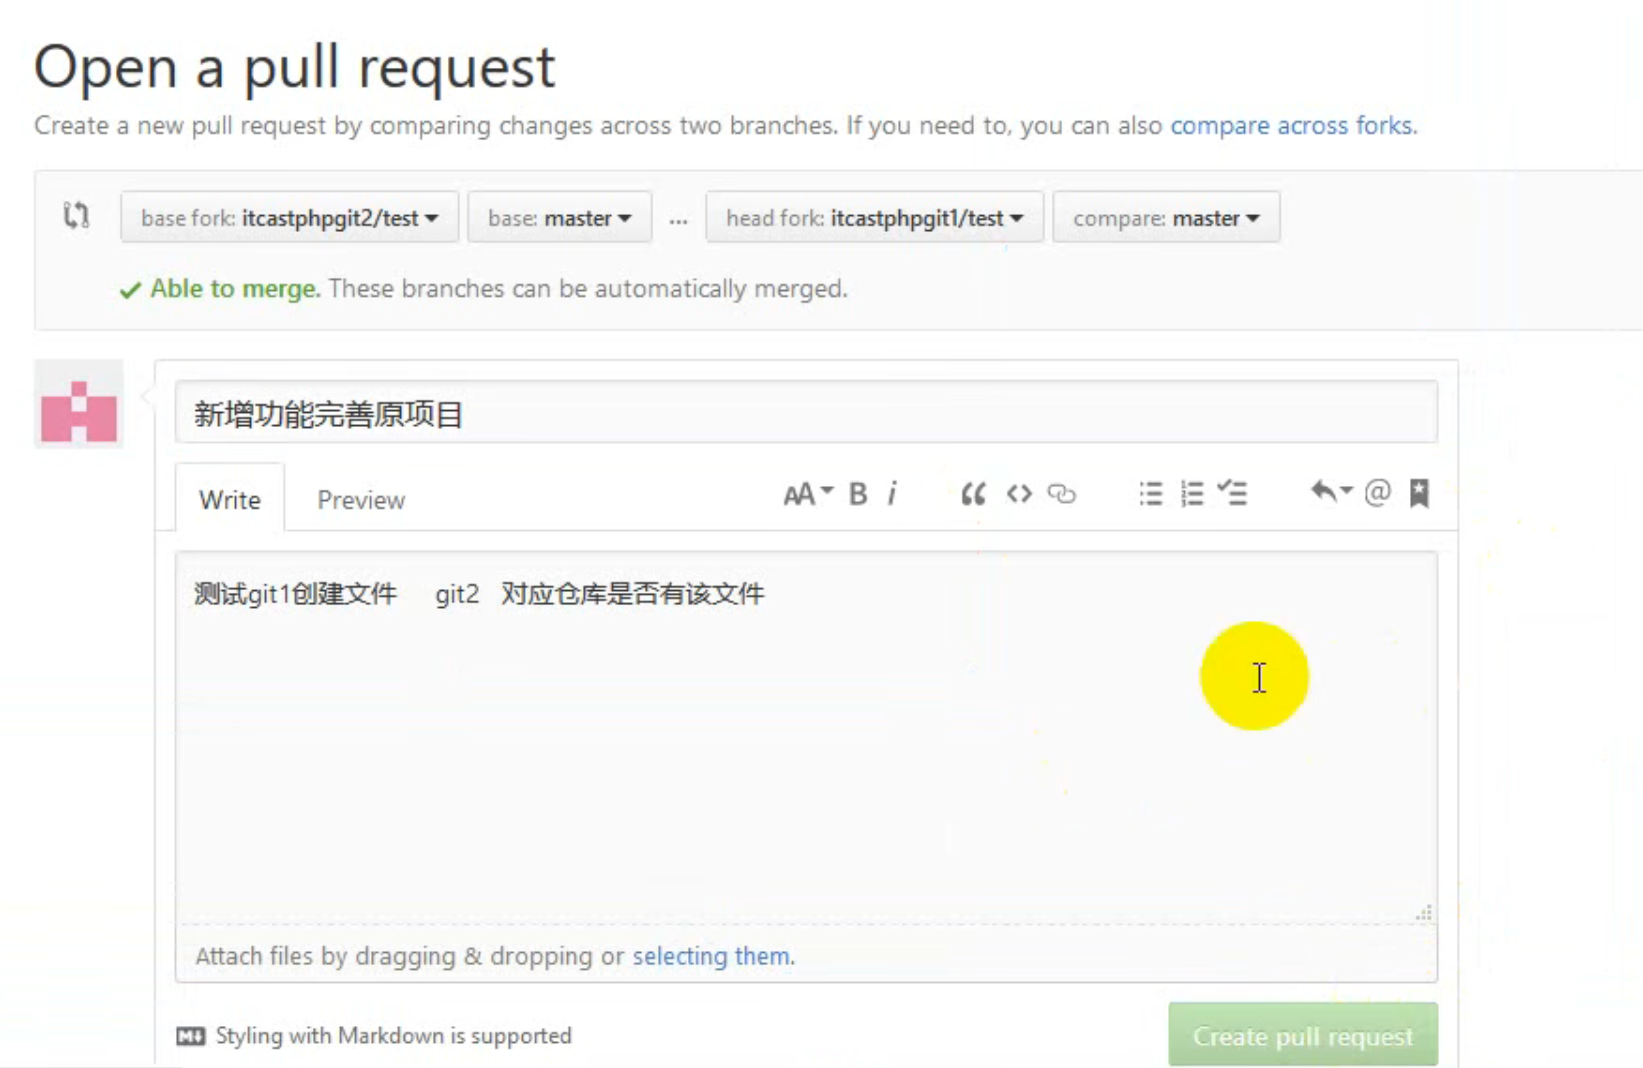 Open a pull request
Create a new pull request by comparing changes across two branches. If you need to, you can also compare across forks.
base fork: itcastphpgit2/test base: master ... head fork: itcastphpgit1/test compare: master
Able to merge. These branches can be automatically merged.
新增功能完善原项目
Write Preview AA B i “ <> @
测试git1创建文件 git2 对应仓库是否有该文件
Attach files by dragging & dropping or selecting them.
M Styling with Markdown is supported Create pull request